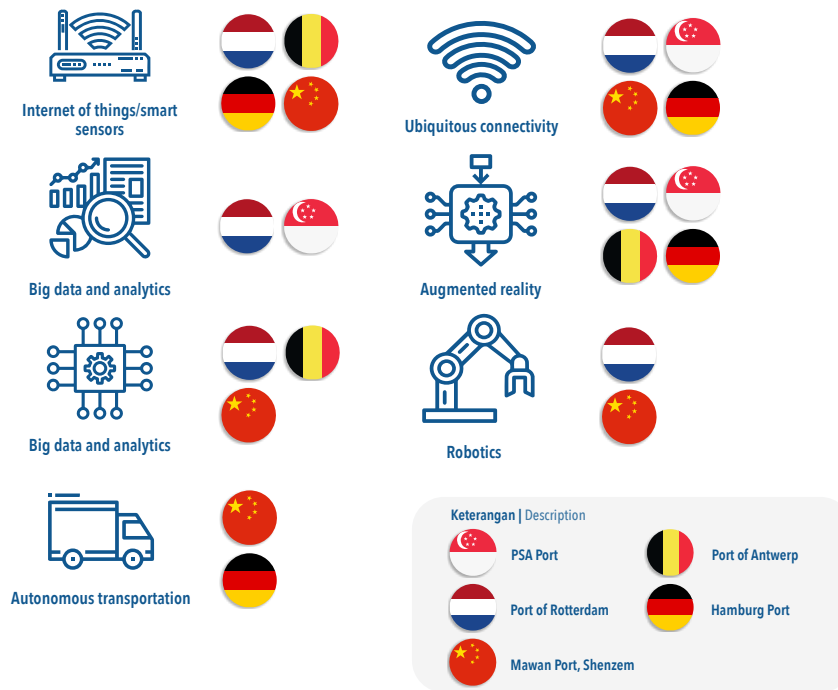 Internet of things/smart
sensors
Ubiquitous connectivity
Big data and analytics
Augmented reality
Big data and analytics
Robotics
Autonomous transportation
Keterangan | Description
PSA Port
Port of Antwerp
Port of Rotterdam
Hamburg Port
Mawan Port, Shenzem